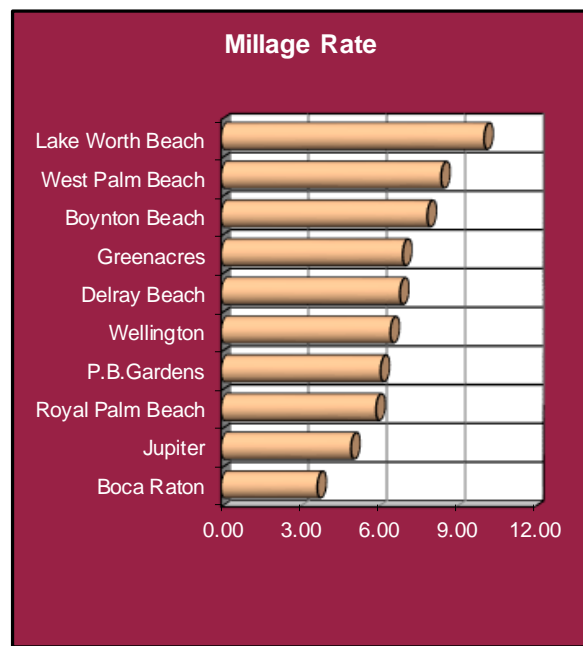 Millage Rate
Lake Worth Beach
West Palm Beach
Boynton Beach
Greenacres
Delray Beach
Wellington
P.B.Gardens
Royal Palm Beach
Jupiter
Boca Raton
0.00 3.00 6.00 9.00 12.00